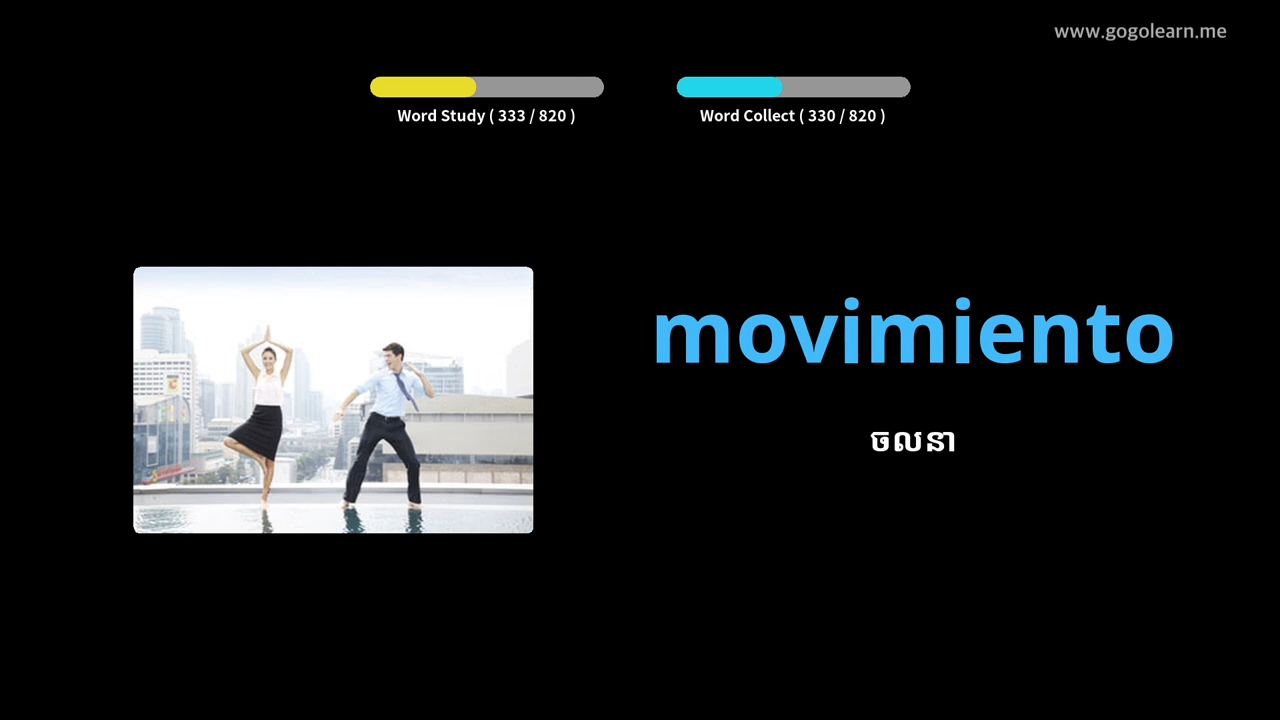 www.gogolearn.me
Word Study ( 333 / 820 )
Word Collect ( 330 / 820 )
movimiento
ចលនា